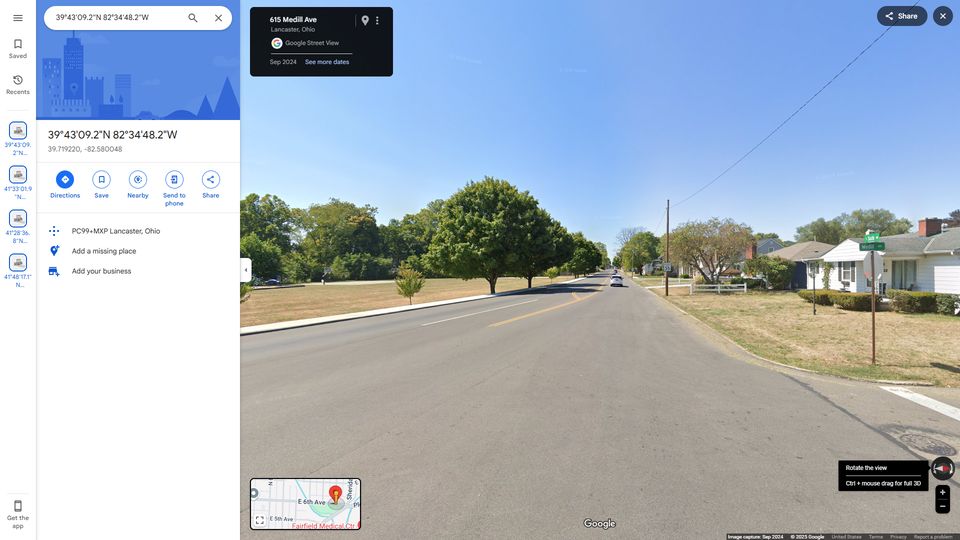 39°43'09.2"N 82°34'48.2"W
Saved
Recents
39°43'09.
2"N...
41°33'01.9
"N...
41°28'36.
8"N...
41°48'17.1"
N...
Get the
app
39°43'09.2"N 82°34'48.2"W
39.719220, -82.580048
Directions
Save
Nearby
Send to
phone
Share
PC99+MXP Lancaster, Ohio
Add a missing place
Add your business
615 Medill Ave
Lancaster, Ohio
Google Street View
Sep 2024 See more dates
Share
Medill
E 6th Ave
E 5th Ave
Fairfield Medical Ctr
Rotate the view
Ctrl + mouse drag for full 3D
Google
Image capture: Sep 2024 © 2025 Google United States Terms Privacy Report a problem